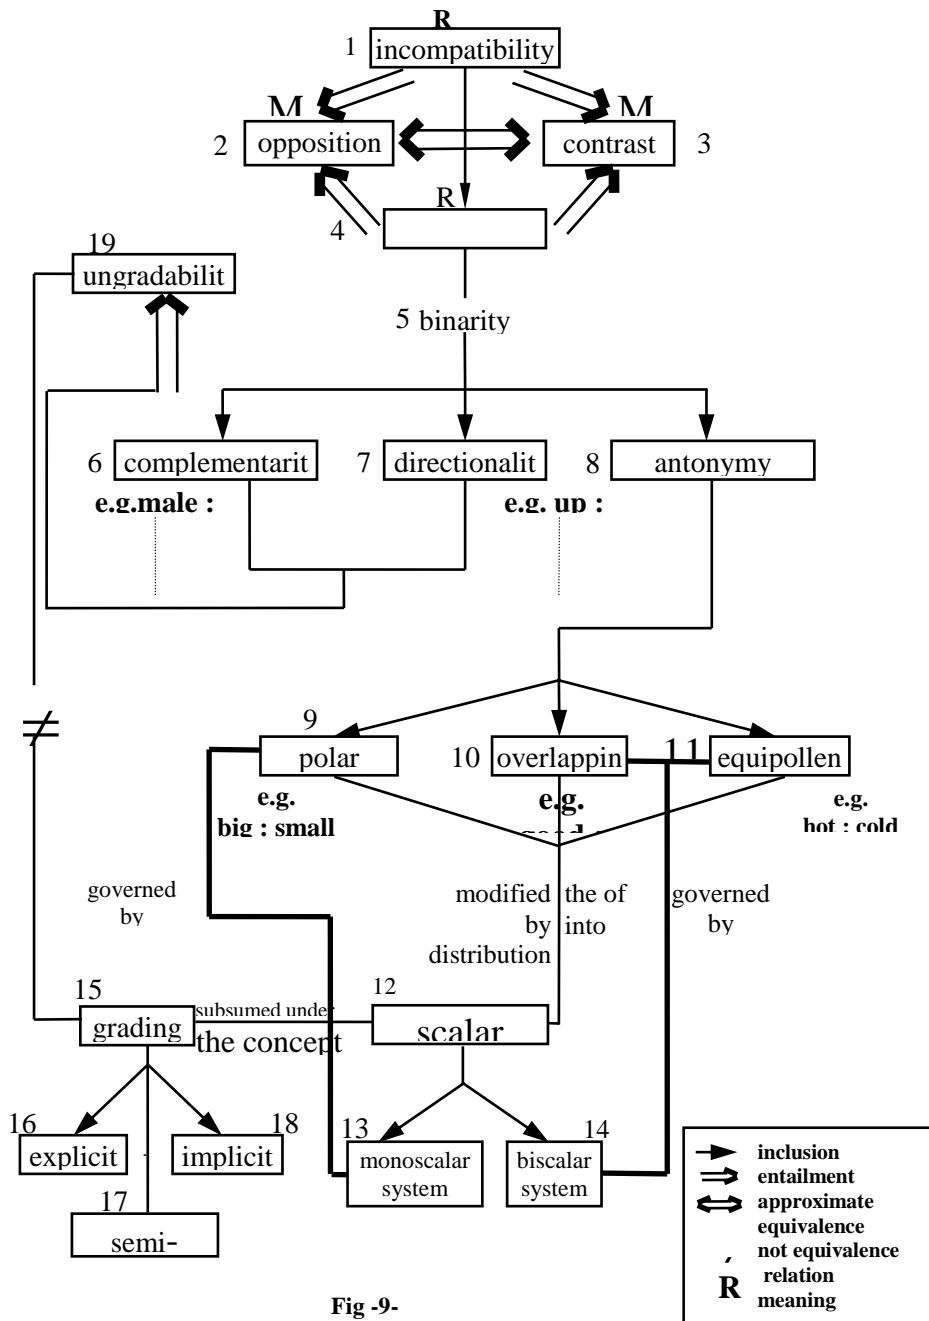 R
1 incompatibility
M M
2 opposition contrast 3
R
4
19
ungradabilit
5 binarity
6 complementarit 7 directionalit 8 antonymy
e.g.male : e.g. up :
9
polar 10 overlappin 11 equipollen
e.g. e.g. e.g.
big : small good : hot : cold
governed modified the of governed
by by into by
distribution
15 12
grading subsumed under scalar
the concept
16 18 13 14
explicit implicit monoscalar biscalar
system system
17
semi-
inclusion
entailment
approximate
equivalence
not equivalence
R relation
meaning
Fig -9-